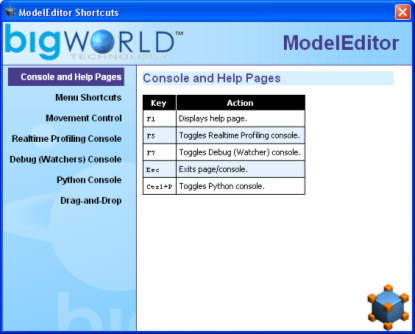 ModelEditor Shortcuts
bigWORLD™
TECHNOLOGY
ModelEditor
Console and Help Pages
Menu Shortcuts
Movement Control
Realtime Profiling Console
Debug (Watchers) Console
Python Console
Drag-and-Drop
Console and Help Pages
Key Action
F1 Displays help page.
F5 Toggles Realtime Profiling console.
F7 Toggles Debug (Watcher) console.
Esc Exits page/console.
Ctrl+P Toggles Python console.